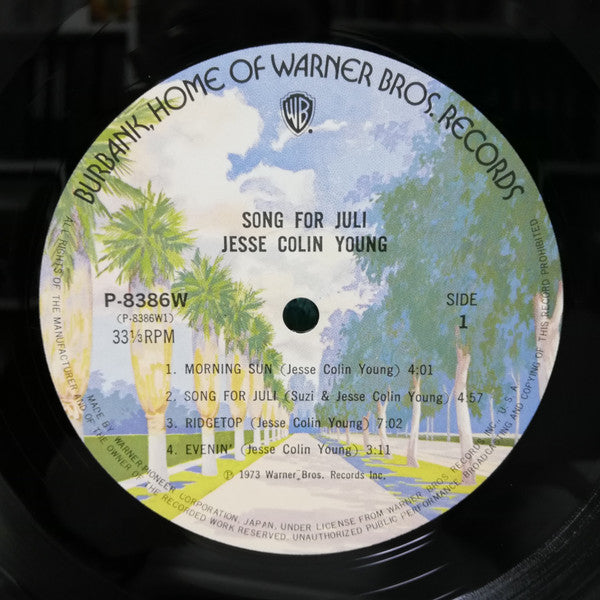 BURBANK, HOME OF WARNER BROS. RECORDS
WB
SONG FOR JULI
JESSE COLIN YOUNG
P-8386W
(P-8386W1)
33⅓RPM
SIDE
1
1. MORNING SUN (Jesse Colin Young) 4:01
2. SONG FOR JULI (Suzi & Jesse Colin Young) 4:57
3. RIDGETOP (Jesse Colin Young) 7:02
4. EVENIN' (Jesse Colin Young) 3:11
Ⓟ 1973 Warner Bros. Records Inc.
MADE BY WARNER-PIONEER CORPORATION, JAPAN, UNDER LICENSE FROM WARNER BROS RECORDS INC., U.S.A.
ALL RIGHTS OF THE MANUFACTURER AND OF THE OWNER OF THE RECORDED WORK RESERVED. UNAUTHORIZED PUBLIC PERFORMANCE, BROADCASTING AND COPYING OF THIS RECORD PROHIBITED